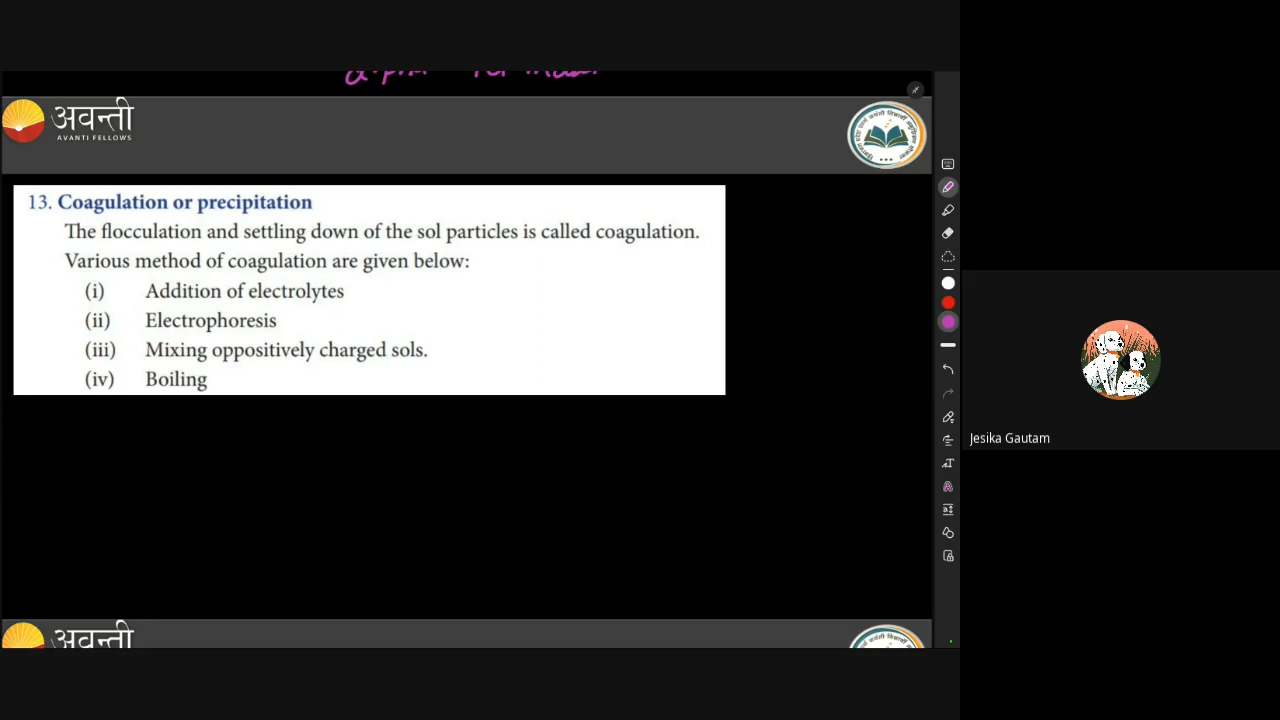 अवन्ती
AVANTI FELLOWS
13. Coagulation or precipitation
The flocculation and settling down of the sol particles is called coagulation.
Various method of coagulation are given below:
(i) Addition of electrolytes
(ii) Electrophoresis
(iii) Mixing oppositively charged sols.
(iv) Boiling
Jesika Gautam
अवन्ती